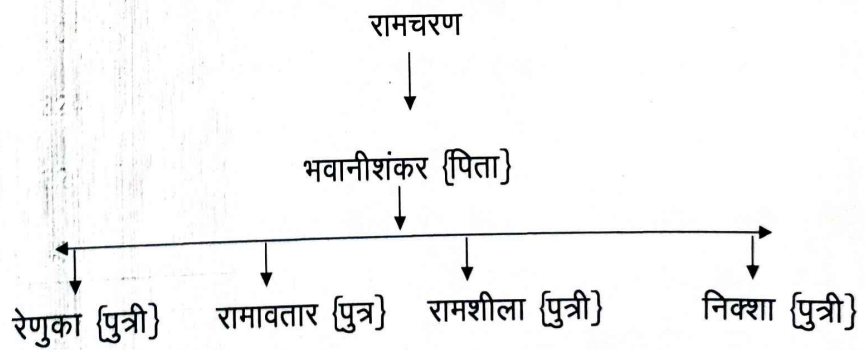 रामचरण
भवानीशंकर {पिता}
रेणुका {पुत्री} रामावतार {पुत्र} रामशीला {पुत्री} निक्शा {पुत्री}